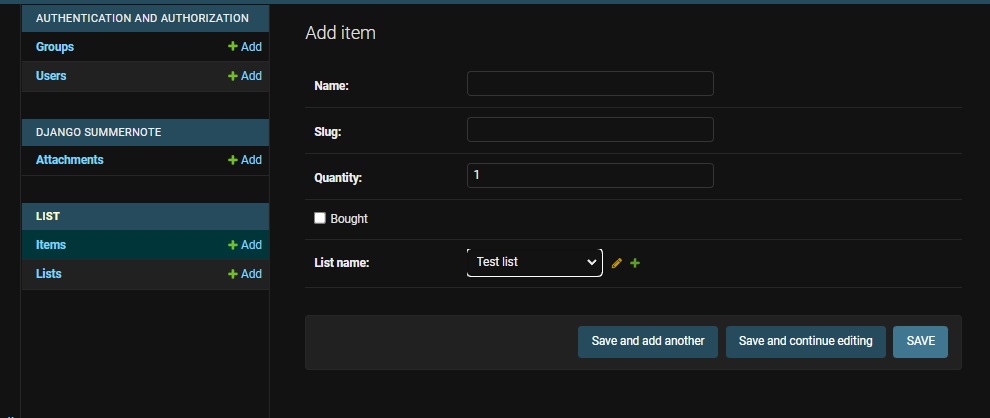 AUTHENTICATION AND AUTHORIZATION
Groups
Add
Users
Add
DJANGO SUMMERNOTE
Attachments
Add
LIST
Items
Add
Lists
Add
Add item
Name:
Slug:
Quantity:
1
Bought
List name:
Test list
Save and add another
Save and continue editing
SAVE